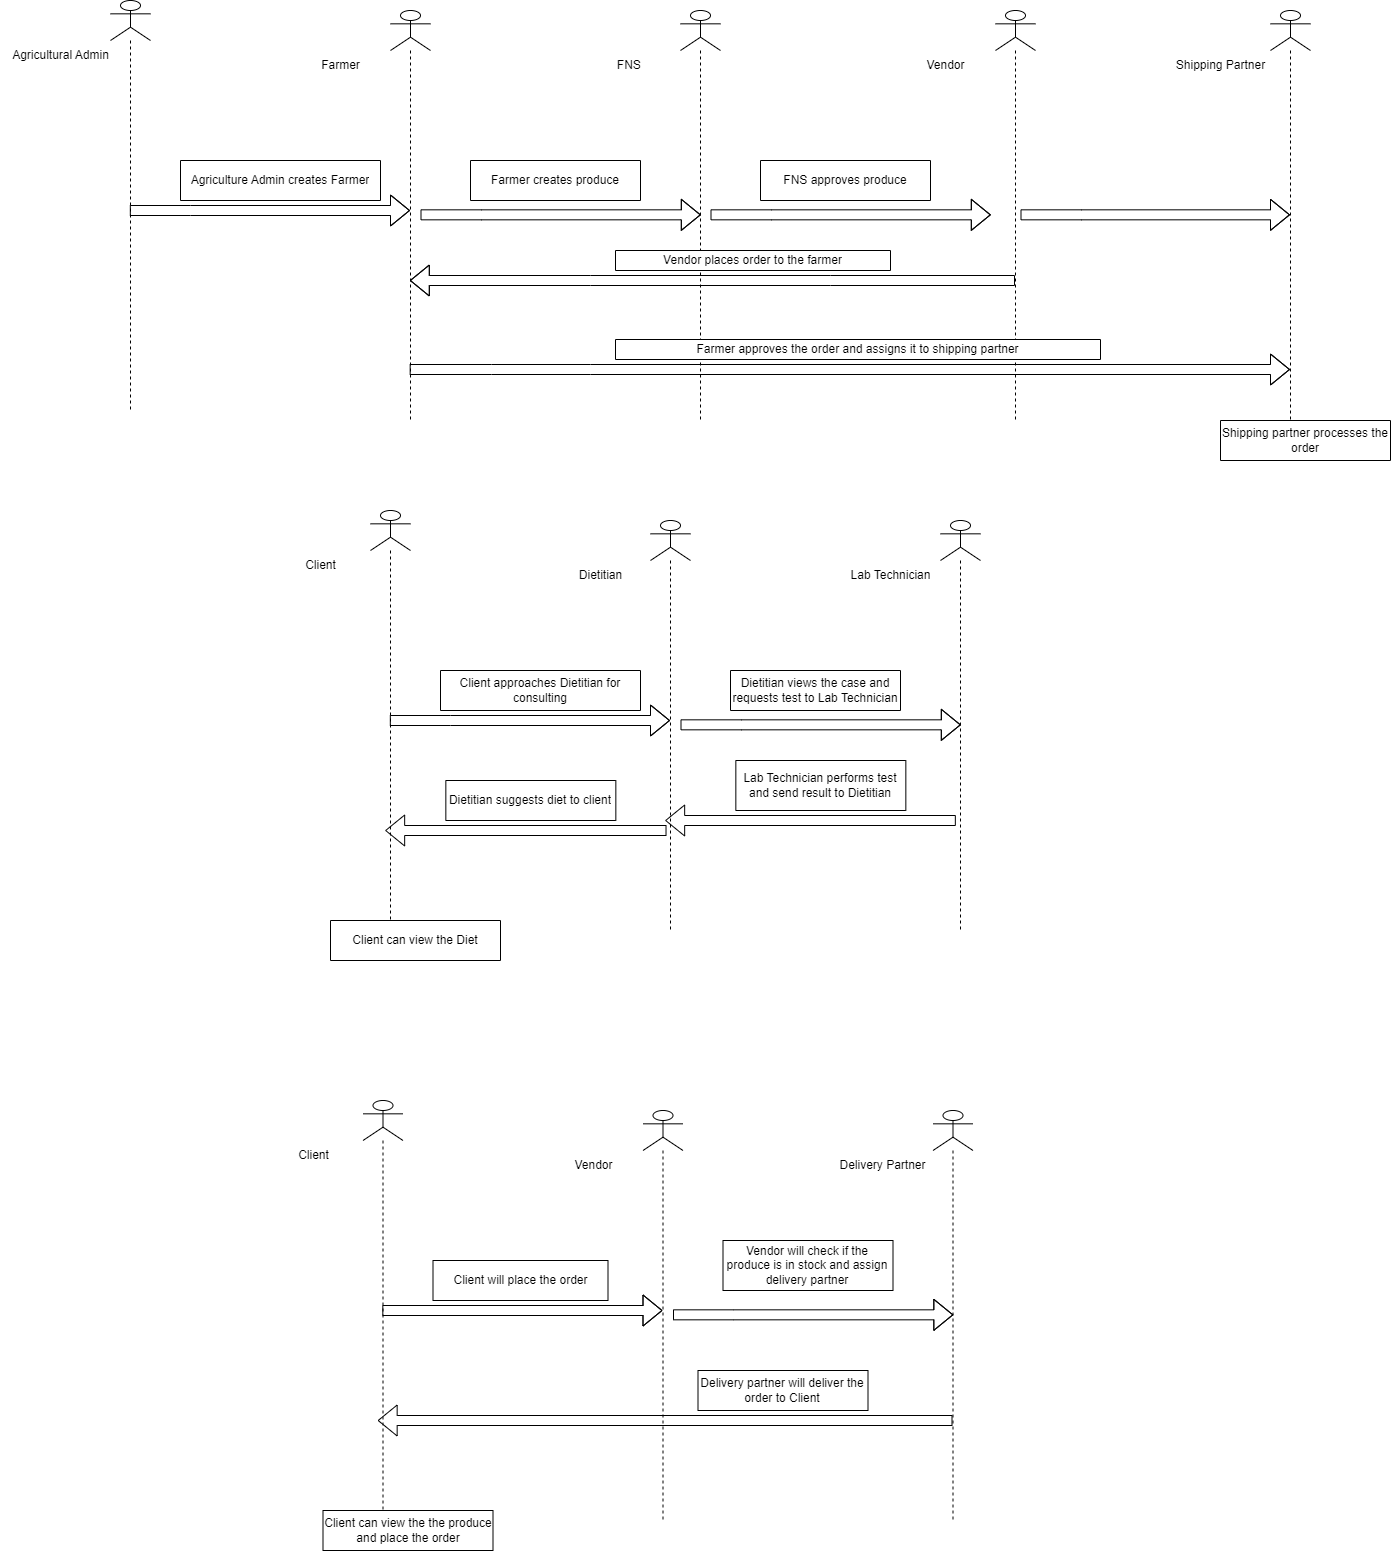 Agricultural Admin
Farmer
FNS
Vendor
Shipping Partner
Agriculture Admin creates Farmer
Farmer creates produce
FNS approves produce
Vendor places order to the farmer
Farmer approves the order and assigns it to shipping partner
Shipping partner processes the
order
Client
Dietitian
Lab Technician
Client approaches Dietitian for
consulting
Dietitian views the case and
requests test to Lab Technician
Lab Technician performs test
and send result to Dietitian
Dietitian suggests diet to client
Client can view the Diet
Client
Vendor
Delivery Partner
Client will place the order
Vendor will check if the
produce is in stock and assign
delivery partner
Delivery partner will deliver the
order to Client
Client can view the the produce
and place the order